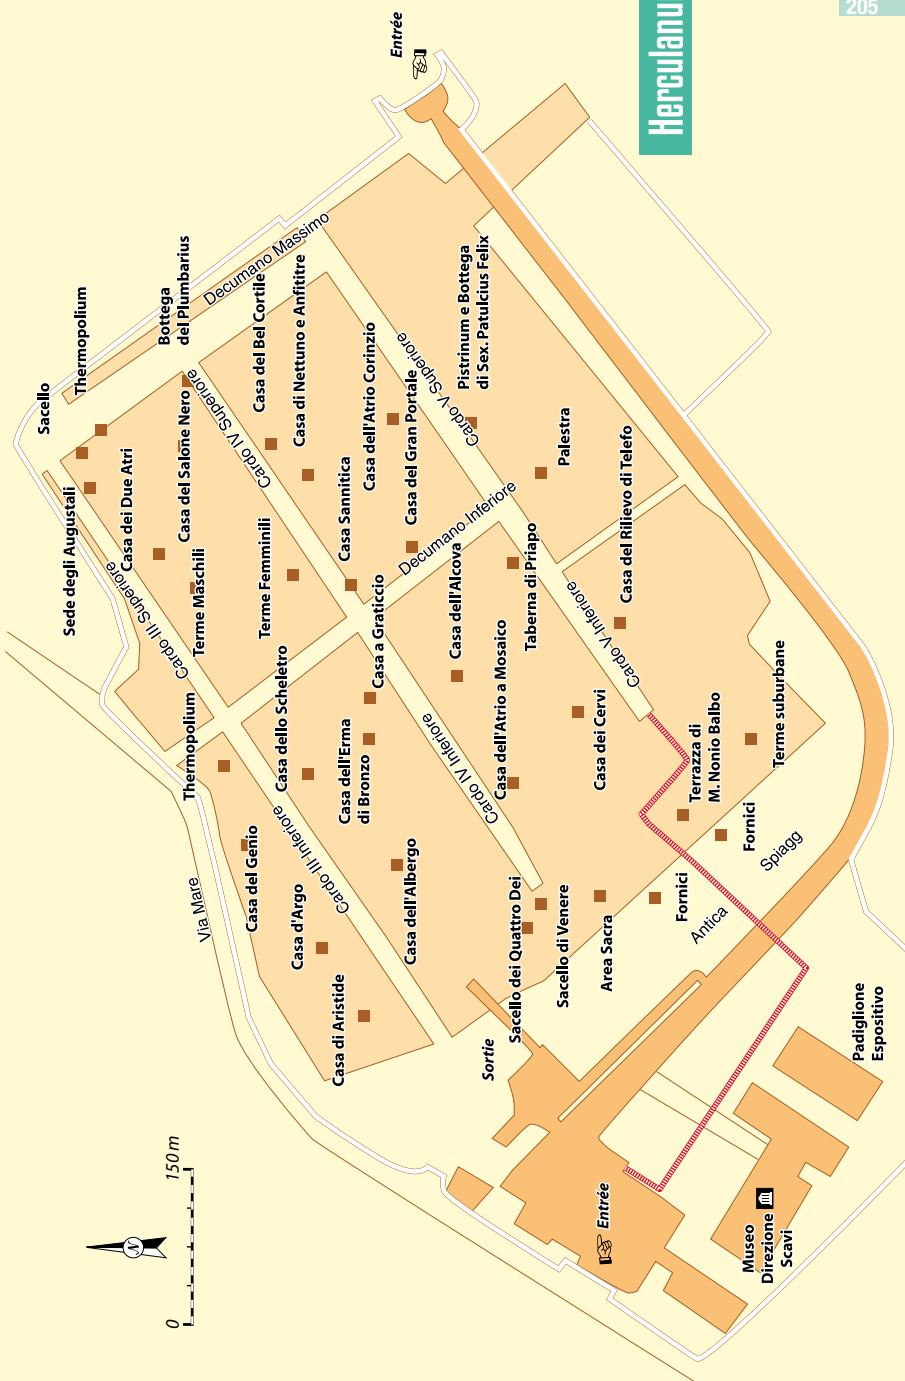 205
Herculanu
Entrée
Decumano Massimo
Thermopolium
Sacello
Bottega
del Plumbarius
Casa del Bel Cortile
Casa di Nettuno e Anfititre
Casa dell'Atrio Corinzio
Casa del Gran Portale
Cardo V Superiore
Pistrinum e Bottega
di Sex. Patulcius Felix
Cardo IV Superiore
Casa del Salone Nero
Casa dei Due Atri
Sede degli Augustali
Cardo III Superiore
Terme Maschili
Terme Femminili
Casa Sannitica
Decumano Inferiore
Palestra
Casa del Rilievo di Telefo
Taberna di Priapo
Casa dell'Alcova
Casa a Graticcio
Cardo V Inferiore
Casa dell'Atrio a Mosaico
Casa dei Cervi
Terme suburbane
Terrazza di
M. Nonio Balbo
Thermopolium
Casa dello Scheletro
Casa dell'Erma
di Bronzo
Cardo IV Inferiore
Cardo III Inferiore
Casa del Genio
Casa d'Argo
Casa dell'Albergo
Via Mare
Casa di Aristide
Sacello dei Quattro Dei
Sacello di Venere
Area Sacra
Fornici
Fornici
Spiagg
Antica
Sortie
Padiglione
Espositivo
Entrée
Museo
Direzione
Scavi
N
0
150 m